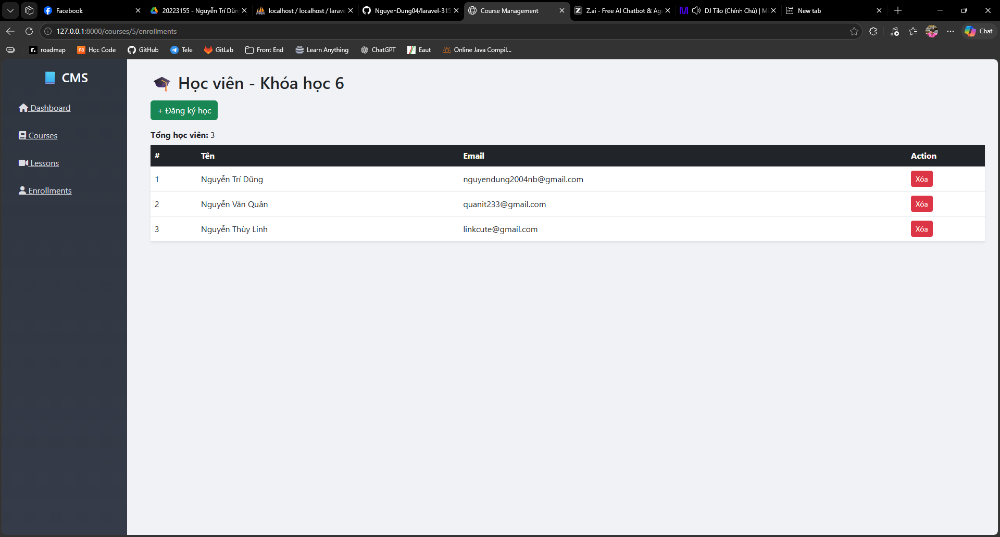 Facebook
20223155 - Nguyễn Trí Dũn
localhost / localhost / larave
NguyenDung04/laravel-315
Course Management
Z.ai - Free AI Chatbot & Age
DJ Tilo (Chính Chủ) | Mi
New tab
127.0.0.1:8000/courses/5/enrollments
Chat
roadmap
Học Code
GitHub
Tele
GitLab
Front End
Learn Anything
ChatGPT
Eaut
Online Java Compil...
CMS
Dashboard
Courses
Lessons
Enrollments
Học viên - Khóa học 6
+ Đăng ký học
Tổng học viên: 3
# Tên Email Action
1 Nguyễn Trí Dũng nguyendung2004nb@gmail.com Xóa
2 Nguyễn Văn Quân quanit233@gmail.com Xóa
3 Nguyễn Thùy Linh linkcute@gmail.com Xóa